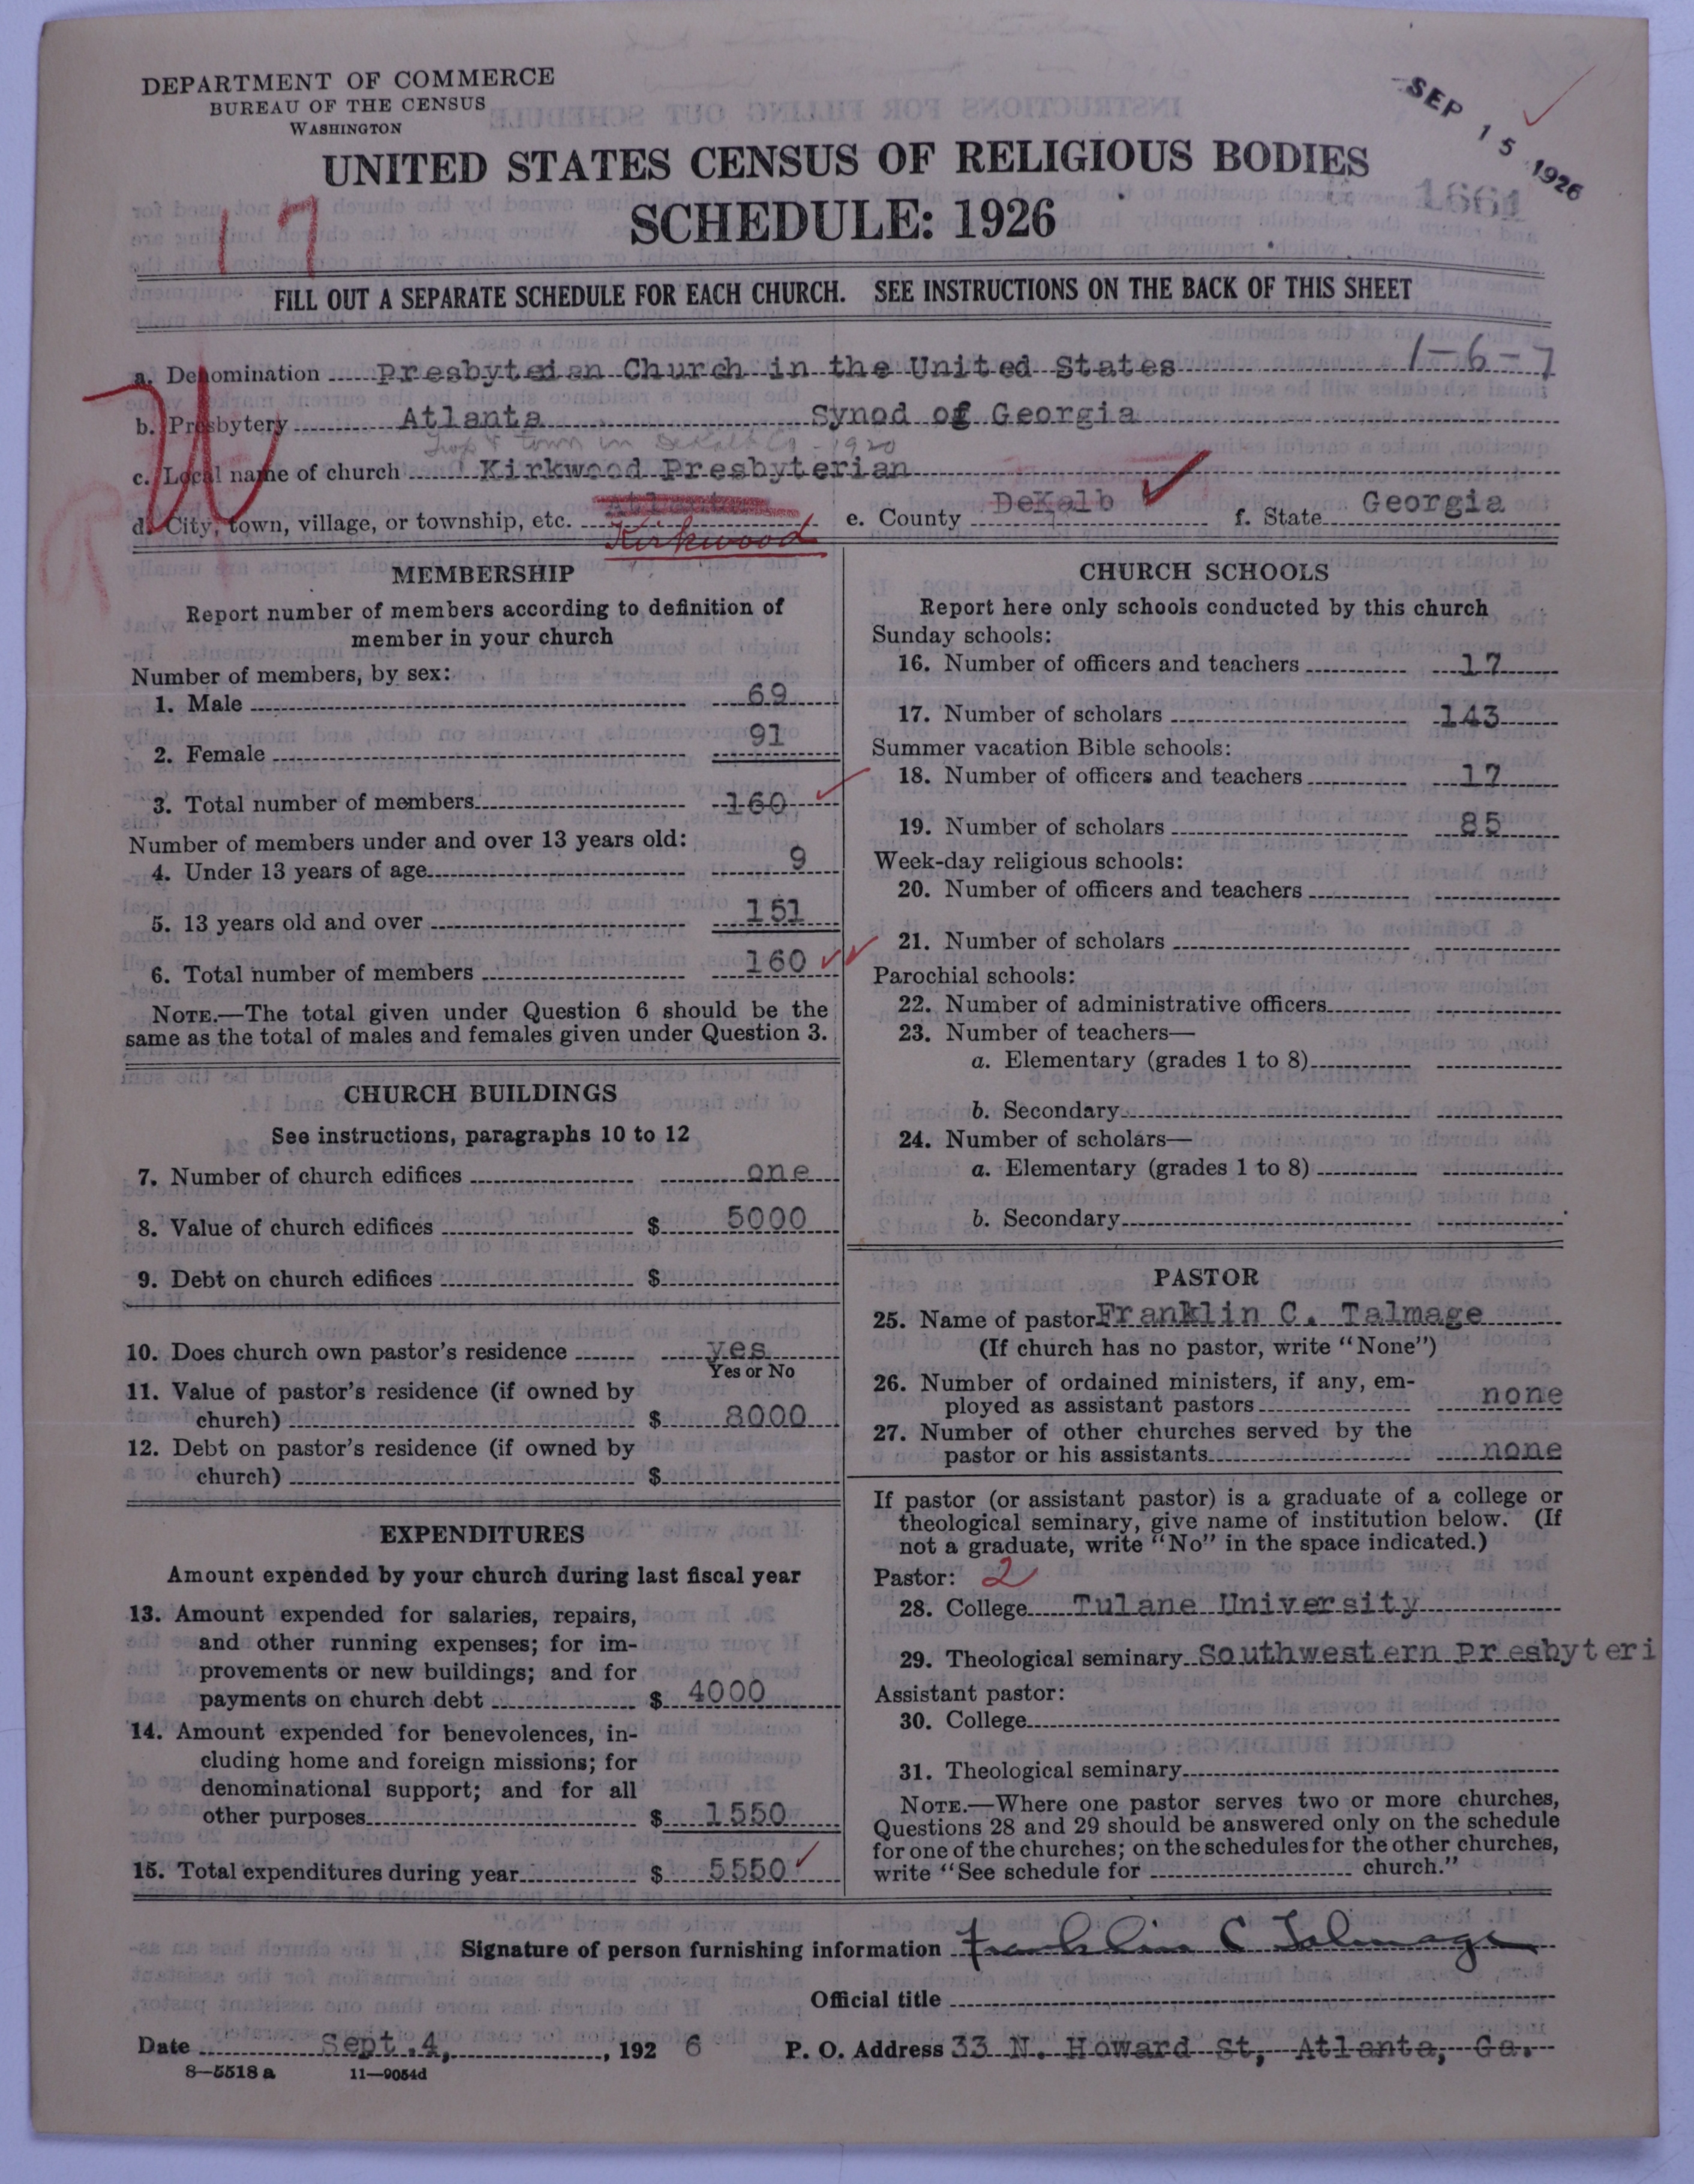 DEPARTMENT OF COMMERCE
BUREAU OF THE CENSUS
WASHINGTON
SEP 15 1926
UNITED STATES CENSUS OF RELIGIOUS BODIES
1661
17
SCHEDULE: 1926
FILL OUT A SEPARATE SCHEDULE FOR EACH CHURCH. SEE INSTRUCTIONS ON THE BACK OF THIS SHEET
a. Denomination Presbyteian Church in the United States 1-6-7
b. Presbytery Atlanta Synod of Georgia
town in DeKalb Co - 1920
c. Local name of church Kirkwood Presbyterian
d. City, town, village, or township, etc. Atlanta e. County DeKalb f. State Georgia
Kirkwood
MEMBERSHIP
Report number of members according to definition of
member in your church
Number of members, by sex:
1. Male 69
2. Female 91
3. Total number of members 160
Number of members under and over 13 years old:
4. Under 13 years of age 9
5. 13 years old and over 151
6. Total number of members 160
NOTE.—The total given under Question 6 should be the
same as the total of males and females given under Question 3.
CHURCH BUILDINGS
See instructions, paragraphs 10 to 12
7. Number of church edifices one
8. Value of church edifices $ 5000
9. Debt on church edifices $
10. Does church own pastor's residence yes
Yes or No
11. Value of pastor's residence (if owned by
church) $ 8000
12. Debt on pastor's residence (if owned by
church) $
EXPENDITURES
Amount expended by your church during last fiscal year
13. Amount expended for salaries, repairs,
and other running expenses; for im-
provements or new buildings; and for
payments on church debt $ 4000
14. Amount expended for benevolences, in-
cluding home and foreign missions; for
denominational support; and for all
other purposes $ 1550
15. Total expenditures during year $ 5550
CHURCH SCHOOLS
Report here only schools conducted by this church
Sunday schools:
16. Number of officers and teachers 17
17. Number of scholars 143
Summer vacation Bible schools:
18. Number of officers and teachers 17
19. Number of scholars 85
Week-day religious schools:
20. Number of officers and teachers
21. Number of scholars
Parochial schools:
22. Number of administrative officers
23. Number of teachers—
a. Elementary (grades 1 to 8)
b. Secondary
24. Number of scholars—
a. Elementary (grades 1 to 8)
b. Secondary
PASTOR
25. Name of pastor Franklin C. Talmage
(If church has no pastor, write "None")
26. Number of ordained ministers, if any, em-
ployed as assistant pastors none
27. Number of other churches served by the
pastor or his assistants none
If pastor (or assistant pastor) is a graduate of a college or
theological seminary, give name of institution below. (If
not a graduate, write "No" in the space indicated.)
Pastor: 2
28. College Tulane University
29. Theological seminary Southwestern Presbyteri
Assistant pastor:
30. College
31. Theological seminary
NOTE.—Where one pastor serves two or more churches,
Questions 28 and 29 should be answered only on the schedule
for one of the churches; on the schedules for the other churches,
write "See schedule for church."
Signature of person furnishing information Franklin C Talmage
Official title
Date Sept.4, 1926 P. O. Address 33 N. Howard St, Atlanta, Ga.
8—5518 a 11—9054d